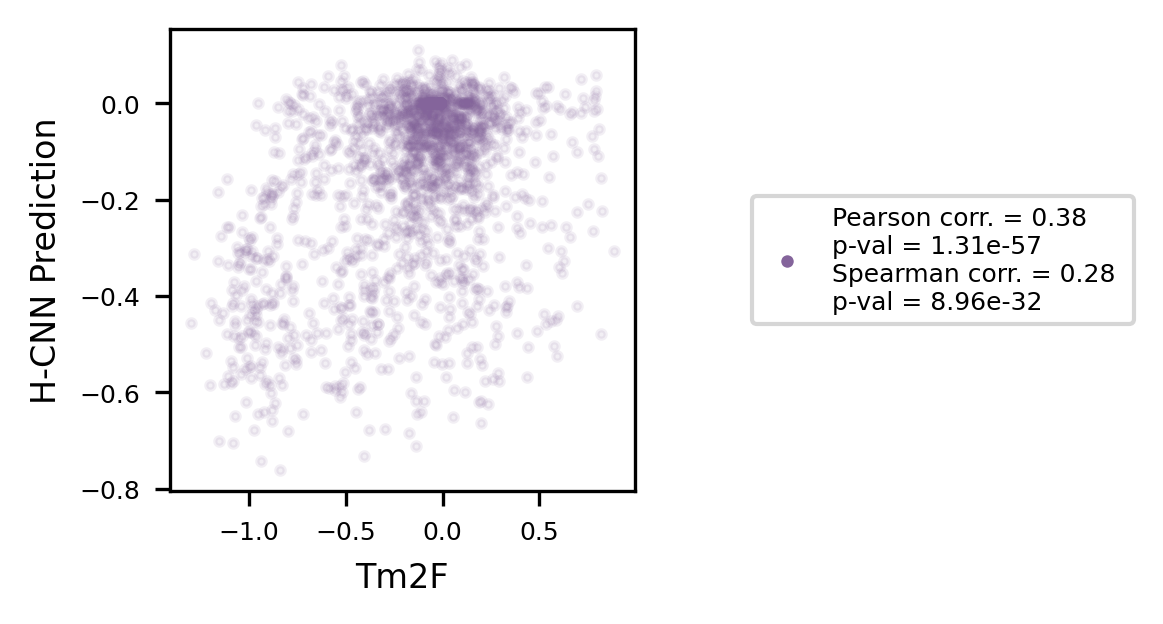 H-CNN Prediction
0.0
−0.2
−0.4
−0.6
−0.8
−1.0 −0.5 0.0 0.5
Tm2F
Pearson corr. = 0.38
p-val = 1.31e-57
Spearman corr. = 0.28
p-val = 8.96e-32